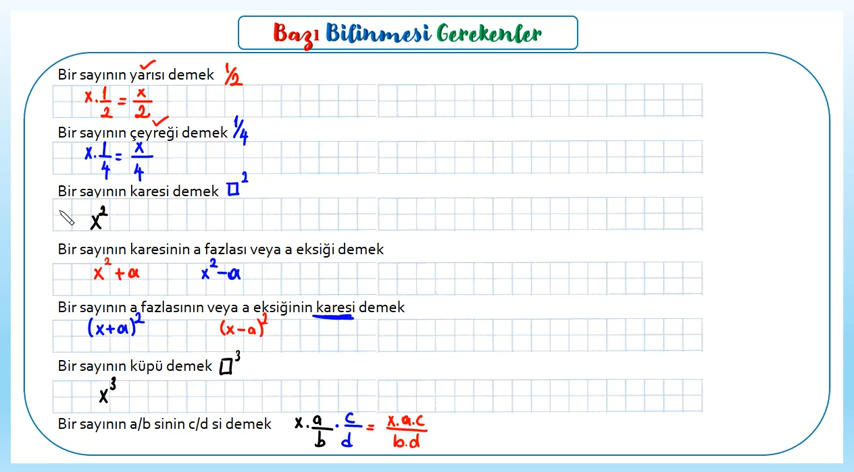 Bazı Bilinmesi Gerekenler
Bir sayının yarısı demek 1/2
x . 1/2 = x/2
Bir sayının çeyreği demek 1/4
x . 1/4 = x/4
Bir sayının karesi demek □²
x²
Bir sayının karesinin a fazlası veya a eksiği demek
x² + a x² - a
Bir sayının a fazlasının veya a eksiğinin karesi demek
(x+a)² (x-a)²
Bir sayının küpü demek □³
x³
Bir sayının a/b sinin c/d si demek x . a/b . c/d = x.a.c/b.d